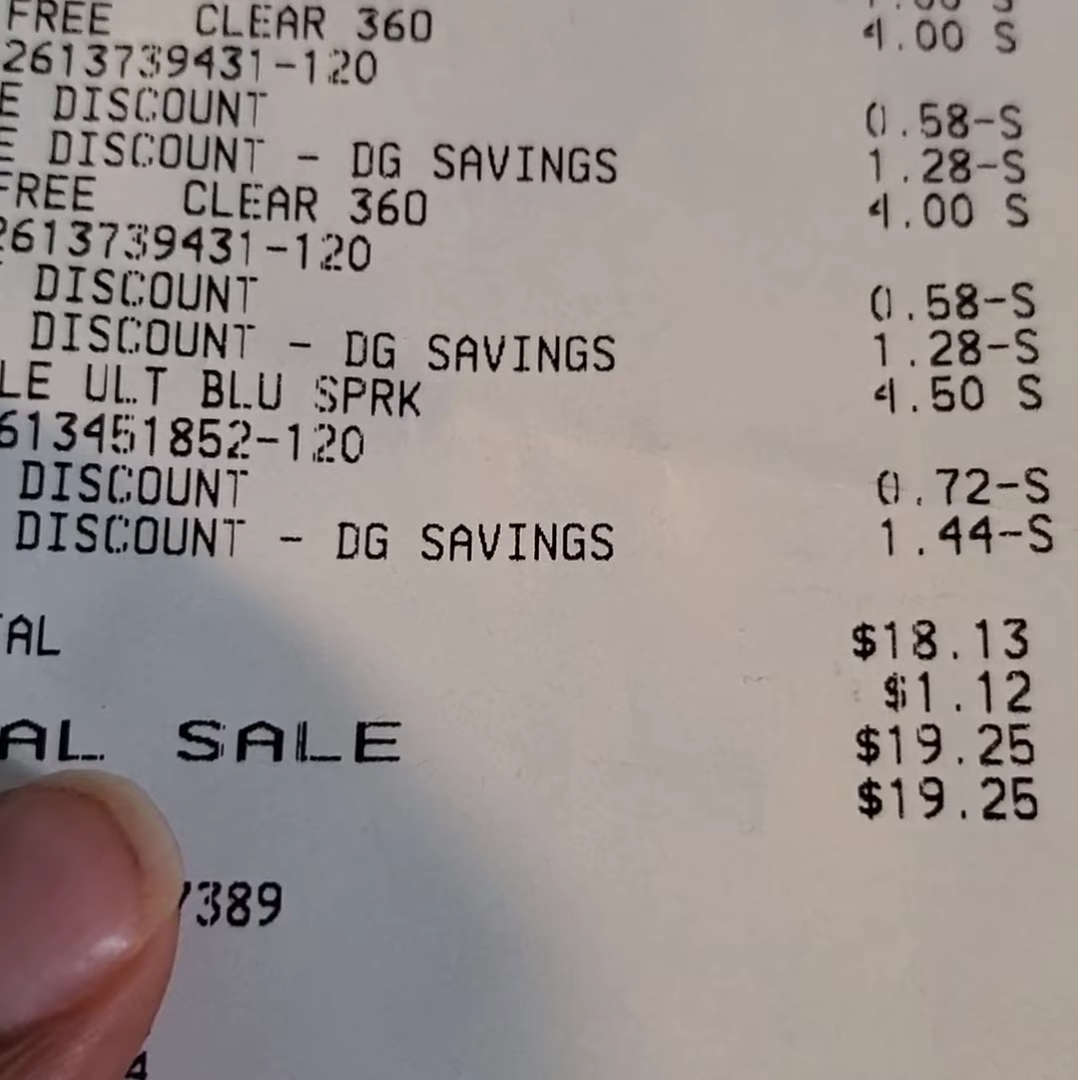 FREE CLEAR 360 4.00 S
2613739431-120
E DISCOUNT 0.58-S
E DISCOUNT - DG SAVINGS 1.28-S
FREE CLEAR 360 4.00 S
2613739431-120
DISCOUNT 0.58-S
DISCOUNT - DG SAVINGS 1.28-S
LE ULT BLU SPRK 4.50 S
613451852-120
DISCOUNT 0.72-S
DISCOUNT - DG SAVINGS 1.44-S
AL $18.13
$1.12
AL SALE $19.25
$19.25
7389
4